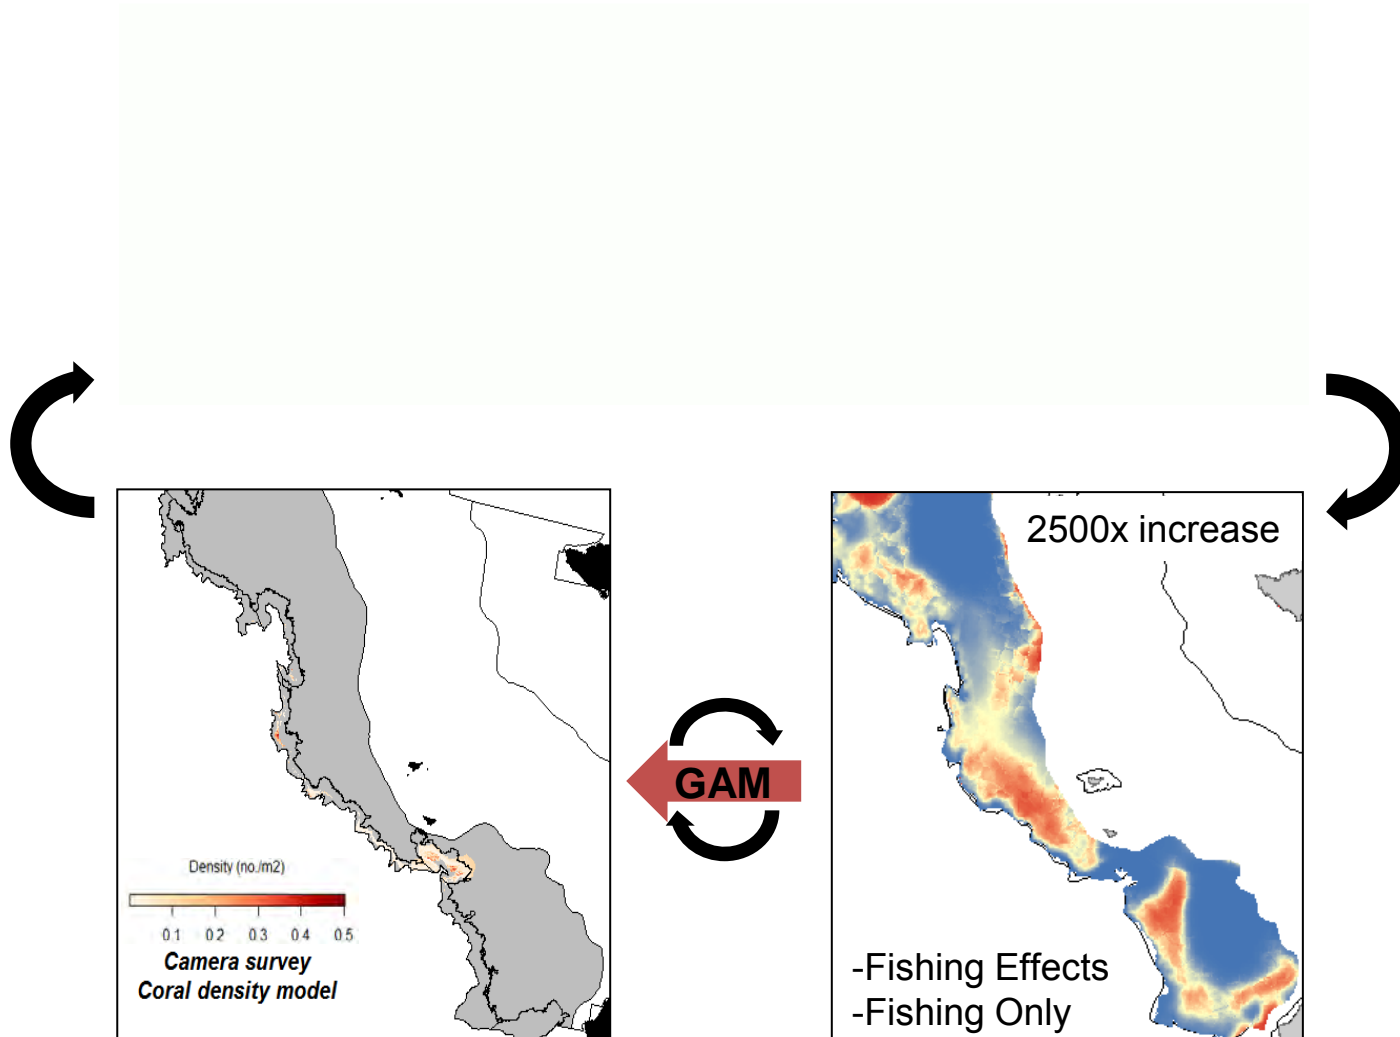 2500x increase
GAM
Density (no./m2)
0.1 0.2 0.3 0.4 0.5
Camera survey
Coral density model
-Fishing Effects
-Fishing Only